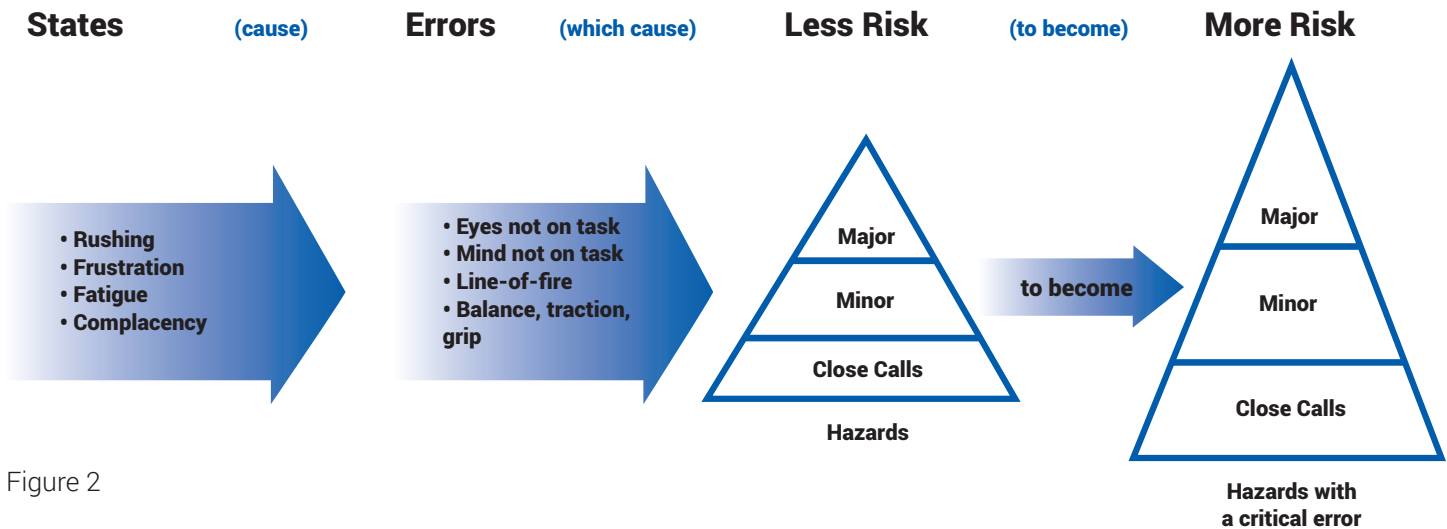 States (cause) Errors (which cause) Less Risk (to become) More Risk
• Rushing
• Frustration
• Fatigue
• Complacency
• Eyes not on task
• Mind not on task
• Line-of-fire
• Balance, traction,
grip
Major
Minor
Close Calls
Hazards
to become
Major
Minor
Close Calls
Hazards with
a critical error
Figure 2